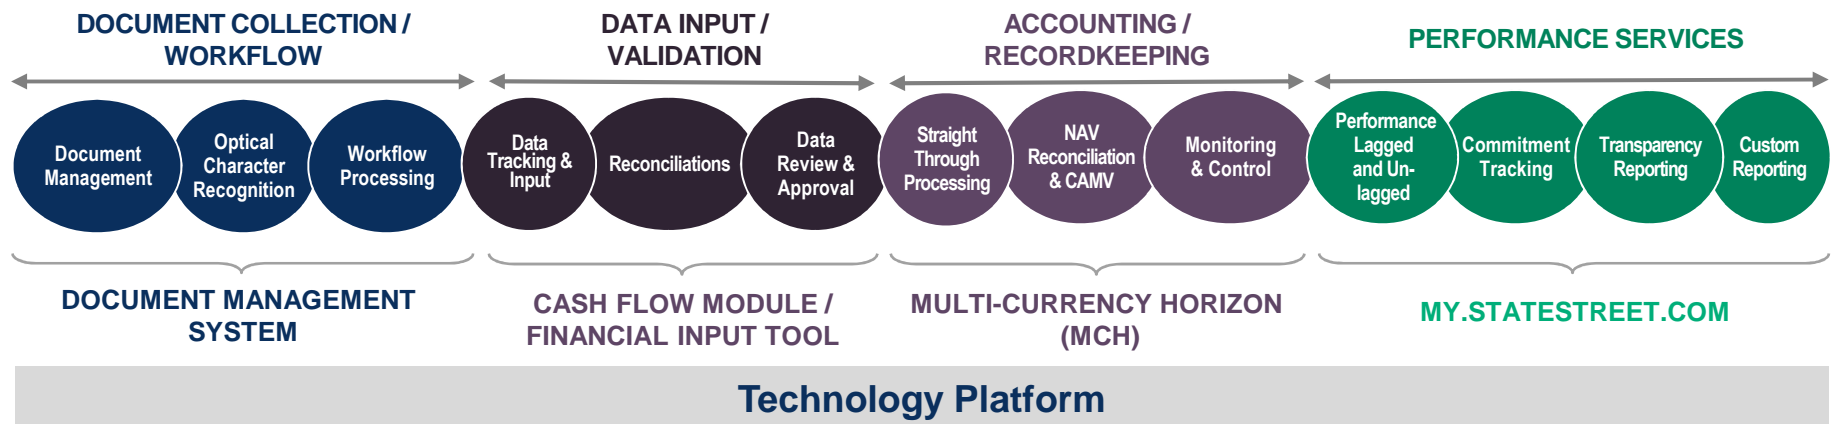 DOCUMENT COLLECTION /
WORKFLOW
DATA INPUT /
VALIDATION
ACCOUNTING /
RECORDKEEPING
PERFORMANCE SERVICES
Document
Management
Optical
Character
Recognition
Workflow
Processing
Data
Tracking &
Input
Reconciliations
Data
Review &
Approval
Straight
Through
Processing
NAV
Reconciliation
& CAMV
Monitoring
& Control
Performance
Lagged
and Un-
lagged
Commitment
Tracking
Transparency
Reporting
Custom
Reporting
DOCUMENT MANAGEMENT
SYSTEM
CASH FLOW MODULE /
FINANCIAL INPUT TOOL
MULTI-CURRENCY HORIZON
(MCH)
MY.STATESTREET.COM
Technology Platform